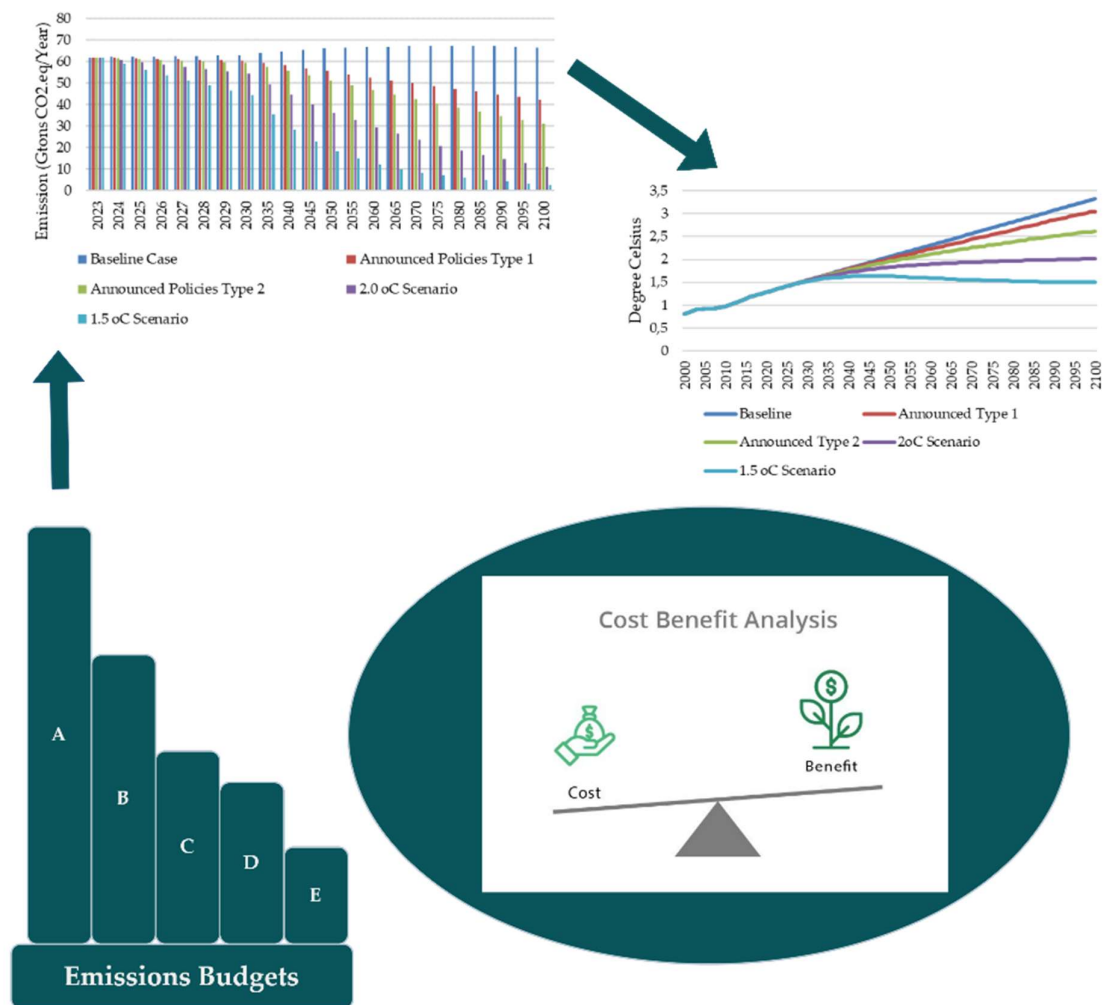 80
70
60
50
40
30
20
10
0
Emission (Gtons CO2.eq/Year)
2023
2024
2025
2026
2027
2028
2029
2030
2035
2040
2045
2050
2055
2060
2065
2070
2075
2080
2085
2090
2095
2100
Baseline Case
Announced Policies Type 1
Announced Policies Type 2
2.0 oC Scenario
1.5 oC Scenario
3,5
3
2,5
2
1,5
1
0,5
0
Degree Celsius
2000
2005
2010
2015
2020
2025
2030
2035
2040
2045
2050
2055
2060
2065
2070
2075
2080
2085
2090
2095
2100
Baseline
Announced Type 1
Announced Type 2
2oC Scenario
1.5 oC Scenario
A
B
C
D
E
Emissions Budgets
Cost Benefit Analysis
$
$
Cost
Benefit